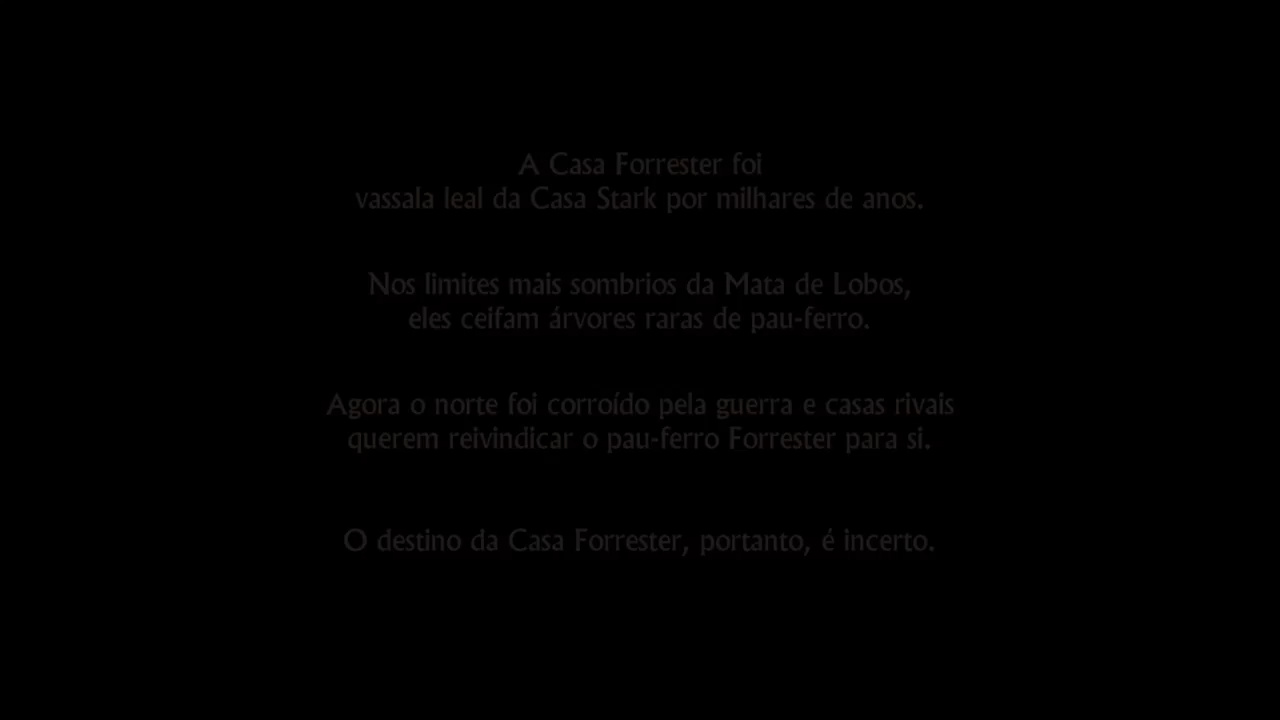 A Casa Forrester foi
vassala leal da Casa Stark por milhares de anos.
Nos limites mais sombrios da Mata de Lobos,
eles ceifam árvores raras de pau-ferro.
Agora o norte foi corroído pela guerra e casas rivais
querem reivindicar o pau-ferro Forrester para si.
O destino da Casa Forrester, portanto, é incerto.